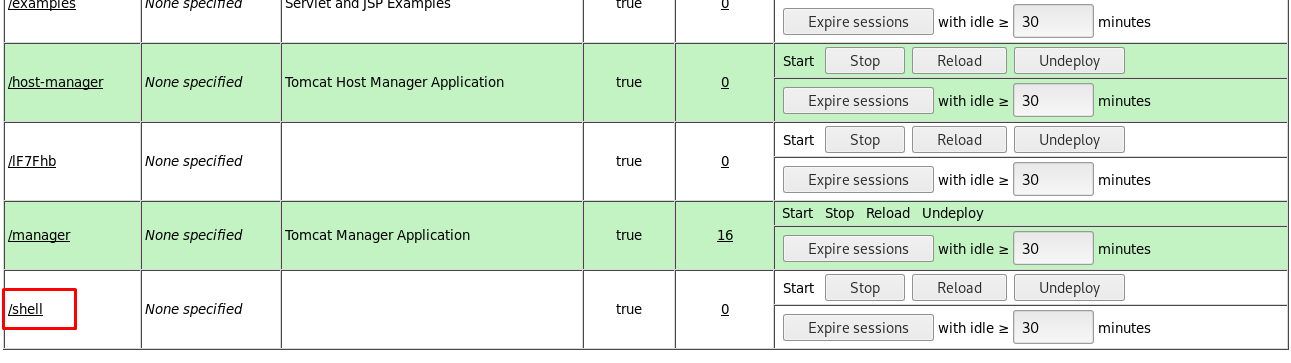 /examples None specified Servlet and JSP Examples true 0
Expire sessions with idle ≥ 30 minutes
Start Stop Reload Undeploy
/host-manager None specified Tomcat Host Manager Application true 0
Expire sessions with idle ≥ 30 minutes
Start Stop Reload Undeploy
/lF7Fhb None specified true 0
Expire sessions with idle ≥ 30 minutes
Start Stop Reload Undeploy
/manager None specified Tomcat Manager Application true 16
Expire sessions with idle ≥ 30 minutes
Start Stop Reload Undeploy
/shell None specified true 0
Expire sessions with idle ≥ 30 minutes